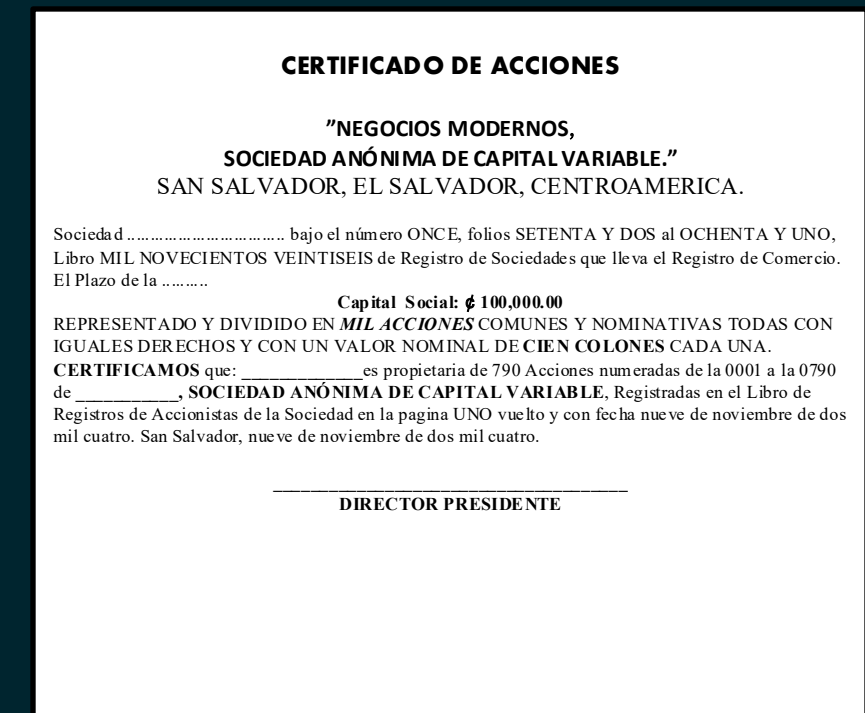 CERTIFICADO DE ACCIONES
”NEGOCIOS MODERNOS,
SOCIEDAD ANÓNIMA DE CAPITAL VARIABLE.”
SAN SALVADOR, EL SALVADOR, CENTROAMERICA.
Sociedad ................................. bajo el número ONCE, folios SETENTA Y DOS al OCHENTA Y UNO,
Libro MIL NOVECIENTOS VEINTISEIS de Registro de Sociedades que lleva el Registro de Comercio.
El Plazo de la ..........
Capital Social: ₡ 100,000.00
REPRESENTADO Y DIVIDIDO EN MIL ACCIONES COMUNES Y NOMINATIVAS TODAS CON
IGUALES DERECHOS Y CON UN VALOR NOMINAL DE CIEN COLONES CADA UNA.
CERTIFICAMOS que: _____________es propietaria de 790 Acciones numeradas de la 0001 a la 0790
de ___________, SOCIEDAD ANÓNIMA DE CAPITAL VARIABLE, Registradas en el Libro de
Registros de Accionistas de la Sociedad en la pagina UNO vuelto y con fecha nueve de noviembre de dos
mil cuatro. San Salvador, nueve de noviembre de dos mil cuatro.
______________________________________
DIRECTOR PRESIDENTE